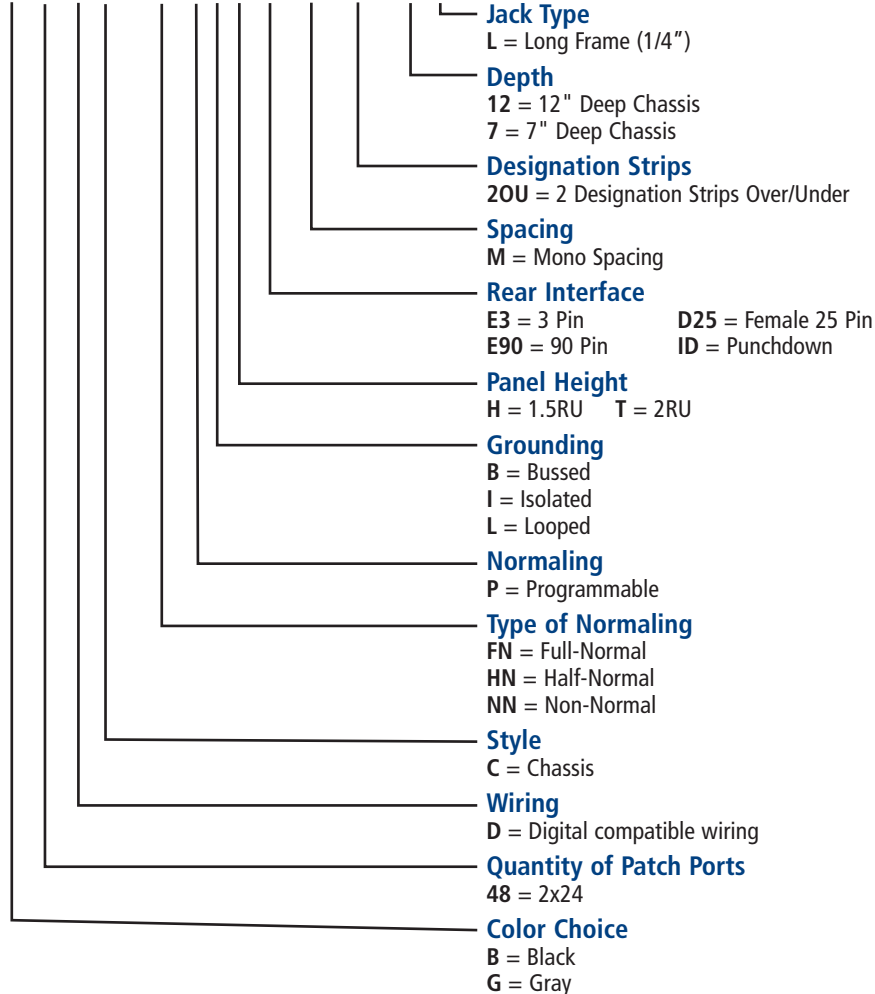 Jack Type
L = Long Frame (1/4")
Depth
12 = 12" Deep Chassis
7 = 7" Deep Chassis
Designation Strips
2OU = 2 Designation Strips Over/Under
Spacing
M = Mono Spacing
Rear Interface
E3 = 3 Pin D25 = Female 25 Pin
E90 = 90 Pin ID = Punchdown
Panel Height
H = 1.5RU T = 2RU
Grounding
B = Bussed
I = Isolated
L = Looped
Normaling
P = Programmable
Type of Normaling
FN = Full-Normal
HN = Half-Normal
NN = Non-Normal
Style
C = Chassis
Wiring
D = Digital compatible wiring
Quantity of Patch Ports
48 = 2x24
Color Choice
B = Black
G = Gray